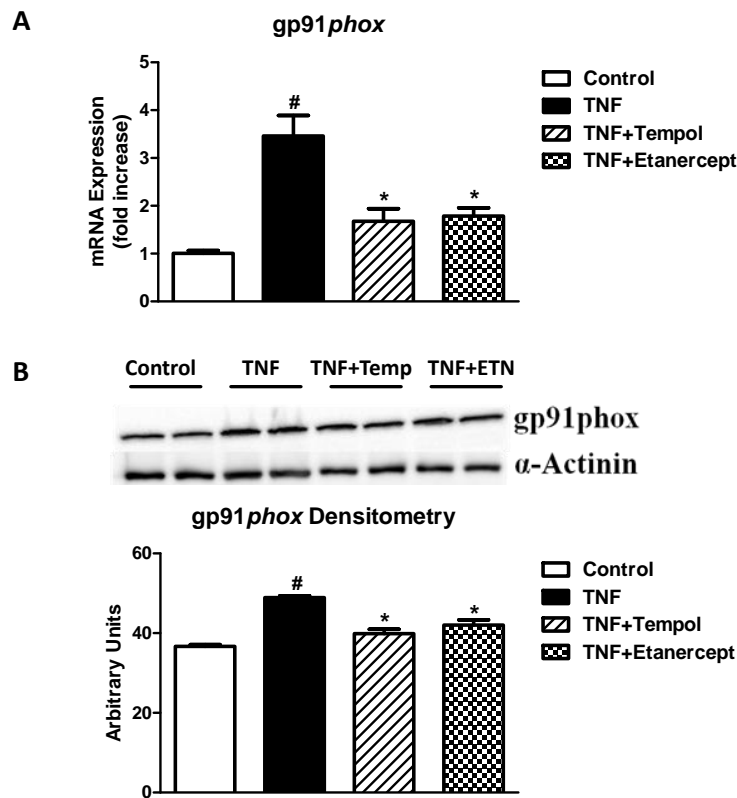 A
gp91phox
mRNA Expression
(fold increase)
5
4
3
2
1
0
#
*
*
Control
TNF
TNF+Tempol
TNF+Etanercept
B
Control TNF TNF+Temp TNF+ETN
gp91phox
α-Actinin
gp91phox Densitometry
Arbitrary Units
60
40
20
0
#
*
*
Control
TNF
TNF+Tempol
TNF+Etanercept